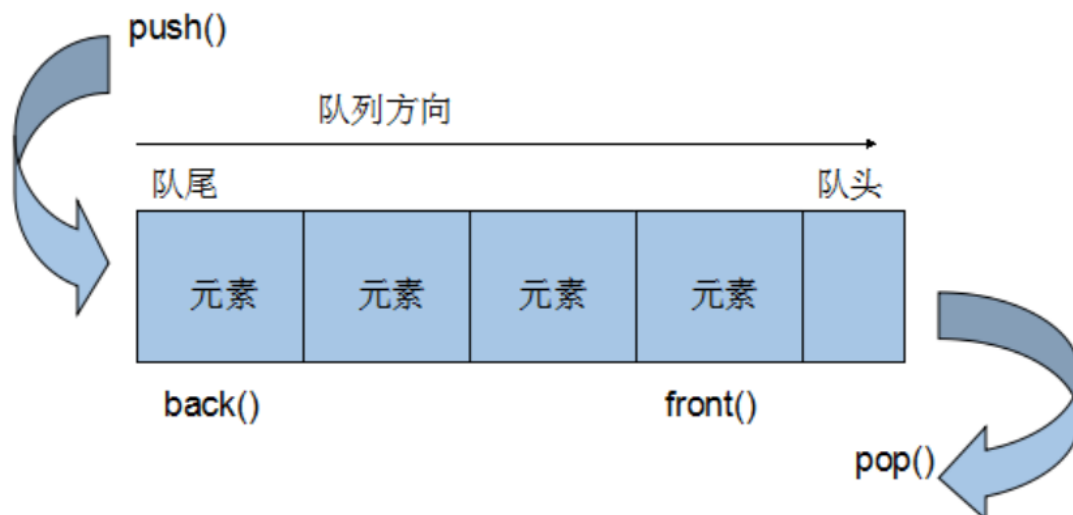 push()
队列方向
队尾 队头
元素 元素 元素 元素
back() front()
pop()